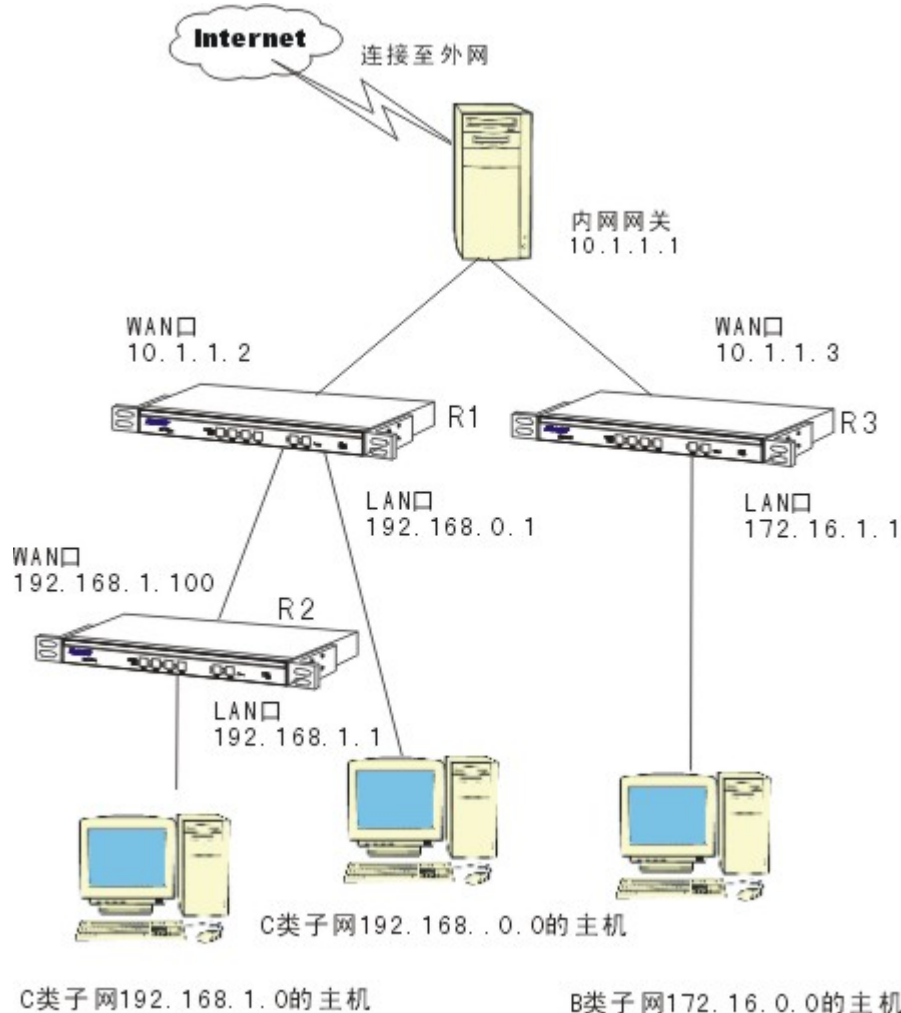 Internet
连接至外网
内网网关
10.1.1.1
WAN口
10.1.1.2
WAN口
10.1.1.3
R1
R3
LAN口
192.168.0.1
LAN口
172.16.1.1
WAN口
192.168.1.100
R2
LAN口
192.168.1.1
C类子网192.168..0.0的主机
C类子网192.168.1.0的主机
B类子网172.16.0.0的主机